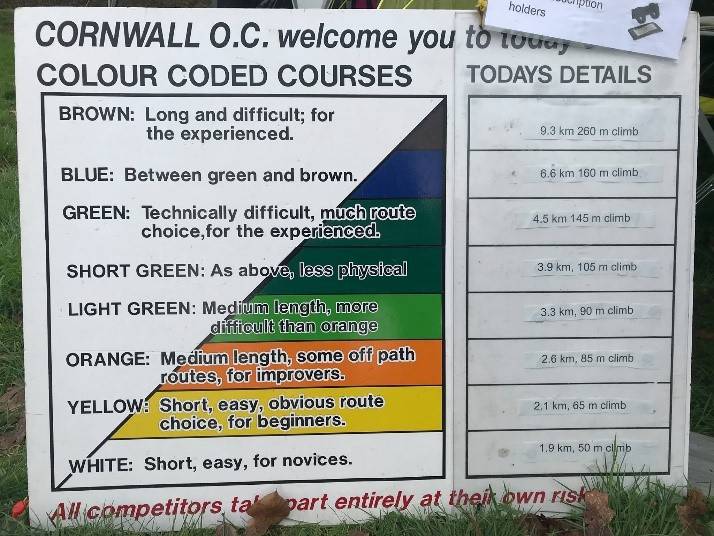 holders
CORNWALL O.C. welcome you to today
COLOUR CODED COURSES
TODAYS DETAILS
BROWN: Long and difficult; for
the experienced.
9.3 km 260 m climb
BLUE: Between green and brown.
6.6 km 160 m climb
GREEN: Technically difficult, much route
choice,for the experienced.
4.5 km 145 m climb
SHORT GREEN: As above, less physical
3.9 km, 105 m climb
LIGHT GREEN: Medium length, more
difficult than orange
3.3 km, 90 m climb
ORANGE: Medium length, some off path
routes, for improvers.
2.6 km, 85 m climb
YELLOW: Short, easy, obvious route
choice, for beginners.
2.1 km, 65 m climb
WHITE: Short, easy, for novices.
1.9 km, 50 m climb
All competitors take part entirely at their own risk